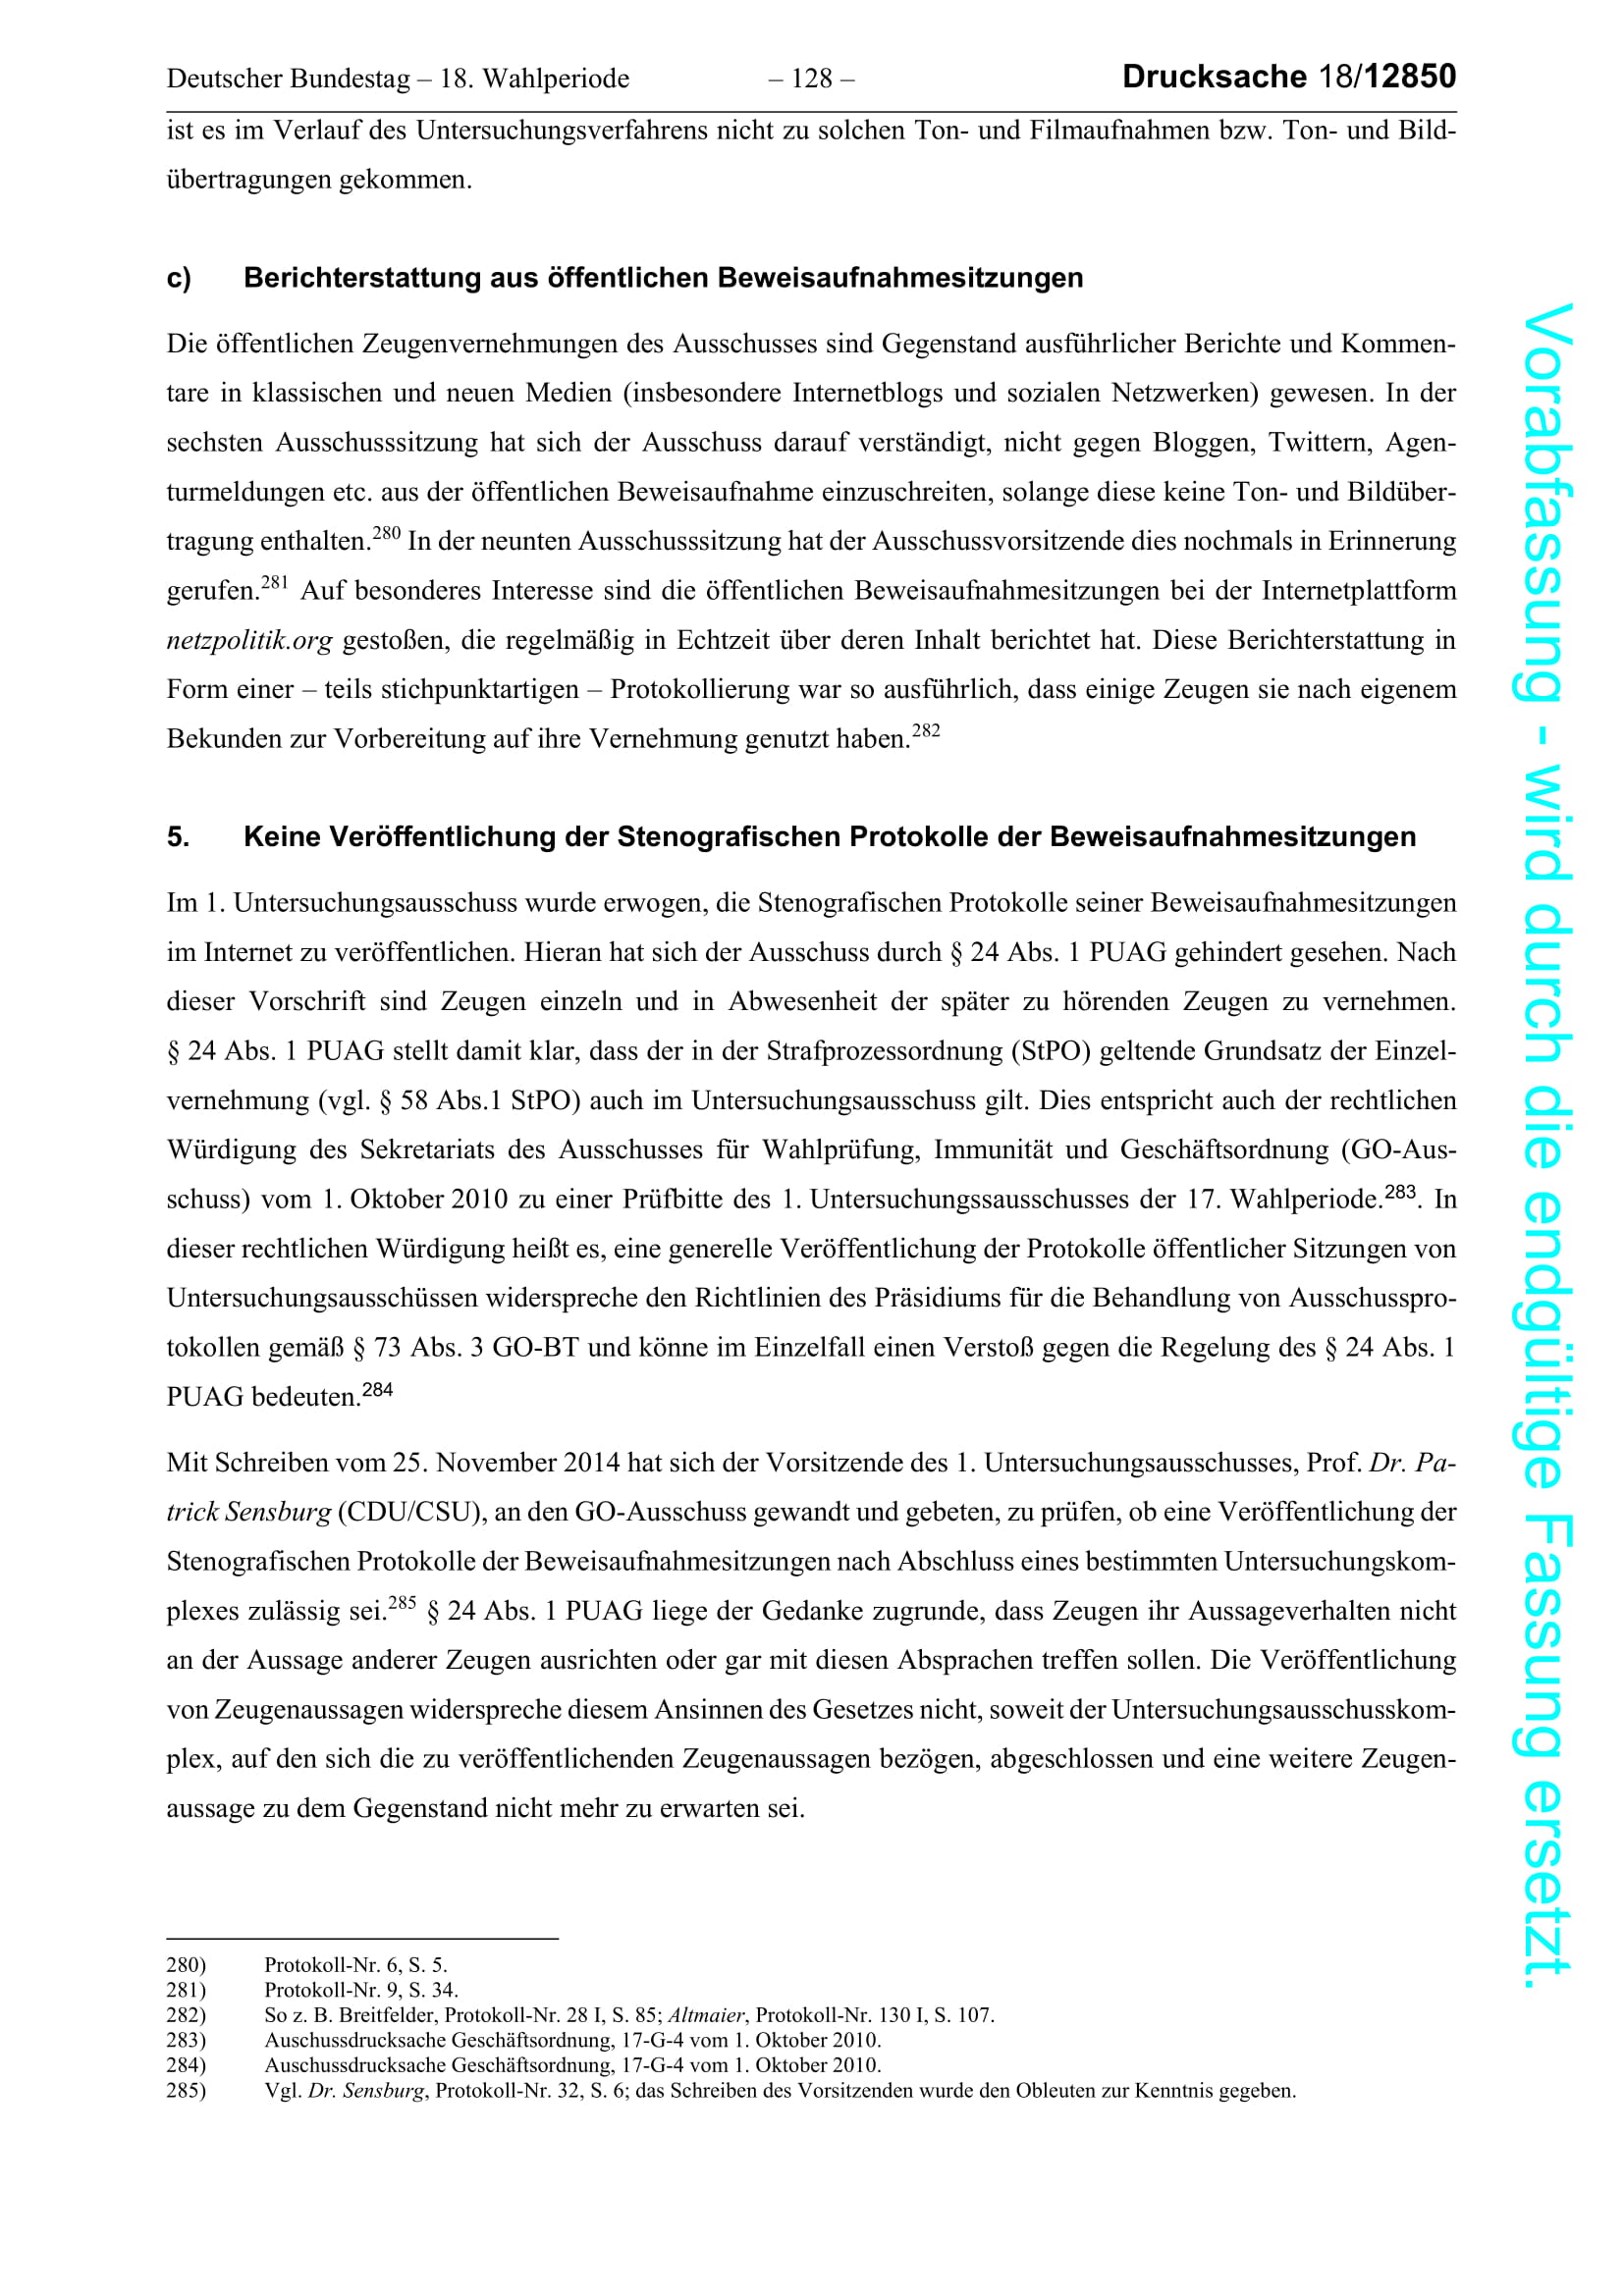 Deutscher Bundestag – 18. Wahlperiode – 128 – Drucksache 18/12850
ist es im Verlauf des Untersuchungsverfahrens nicht zu solchen Ton- und Filmaufnahmen bzw. Ton- und Bild-
übertragungen gekommen.
c) Berichterstattung aus öffentlichen Beweisaufnahmesitzungen
Die öffentlichen Zeugenvernehmungen des Ausschusses sind Gegenstand ausführlicher Berichte und Kommen-
tare in klassischen und neuen Medien (insbesondere Internetblogs und sozialen Netzwerken) gewesen. In der
sechsten Ausschusssitzung hat sich der Ausschuss darauf verständigt, nicht gegen Bloggen, Twittern, Agen-
turmeldungen etc. aus der öffentlichen Beweisaufnahme einzuschreiten, solange diese keine Ton- und Bildüber-
tragung enthalten.280 In der neunten Ausschusssitzung hat der Ausschussvorsitzende dies nochmals in Erinnerung
gerufen.281 Auf besonderes Interesse sind die öffentlichen Beweisaufnahmesitzungen bei der Internetplattform
netzpolitik.org gestoßen, die regelmäßig in Echtzeit über deren Inhalt berichtet hat. Diese Berichterstattung in
Form einer – teils stichpunktartigen – Protokollierung war so ausführlich, dass einige Zeugen sie nach eigenem
Bekunden zur Vorbereitung auf ihre Vernehmung genutzt haben.282
5. Keine Veröffentlichung der Stenografischen Protokolle der Beweisaufnahmesitzungen
Im 1. Untersuchungsausschuss wurde erwogen, die Stenografischen Protokolle seiner Beweisaufnahmesitzungen
im Internet zu veröffentlichen. Hieran hat sich der Ausschuss durch § 24 Abs. 1 PUAG gehindert gesehen. Nach
dieser Vorschrift sind Zeugen einzeln und in Abwesenheit der später zu hörenden Zeugen zu vernehmen.
§ 24 Abs. 1 PUAG stellt damit klar, dass der in der Strafprozessordnung (StPO) geltende Grundsatz der Einzel-
vernehmung (vgl. § 58 Abs.1 StPO) auch im Untersuchungsausschuss gilt. Dies entspricht auch der rechtlichen
Würdigung des Sekretariats des Ausschusses für Wahlprüfung, Immunität und Geschäftsordnung (GO-Aus-
schuss) vom 1. Oktober 2010 zu einer Prüfbitte des 1. Untersuchungssausschusses der 17. Wahlperiode.283. In
dieser rechtlichen Würdigung heißt es, eine generelle Veröffentlichung der Protokolle öffentlicher Sitzungen von
Untersuchungsausschüssen widerspreche den Richtlinien des Präsidiums für die Behandlung von Ausschusspro-
tokollen gemäß § 73 Abs. 3 GO-BT und könne im Einzelfall einen Verstoß gegen die Regelung des § 24 Abs. 1
PUAG bedeuten.284
Mit Schreiben vom 25. November 2014 hat sich der Vorsitzende des 1. Untersuchungsausschusses, Prof. Dr. Pa-
trick Sensburg (CDU/CSU), an den GO-Ausschuss gewandt und gebeten, zu prüfen, ob eine Veröffentlichung der
Stenografischen Protokolle der Beweisaufnahmesitzungen nach Abschluss eines bestimmten Untersuchungskom-
plexes zulässig sei.285 § 24 Abs. 1 PUAG liege der Gedanke zugrunde, dass Zeugen ihr Aussageverhalten nicht
an der Aussage anderer Zeugen ausrichten oder gar mit diesen Absprachen treffen sollen. Die Veröffentlichung
von Zeugenaussagen widerspreche diesem Ansinnen des Gesetzes nicht, soweit der Untersuchungsausschusskom-
plex, auf den sich die zu veröffentlichenden Zeugenaussagen bezögen, abgeschlossen und eine weitere Zeugen-
aussage zu dem Gegenstand nicht mehr zu erwarten sei.
280) Protokoll-Nr. 6, S. 5.
281) Protokoll-Nr. 9, S. 34.
282) So z. B. Breitfelder, Protokoll-Nr. 28 I, S. 85; Altmaier, Protokoll-Nr. 130 I, S. 107.
283) Auschussdrucksache Geschäftsordnung, 17-G-4 vom 1. Oktober 2010.
284) Auschussdrucksache Geschäftsordnung, 17-G-4 vom 1. Oktober 2010.
285) Vgl. Dr. Sensburg, Protokoll-Nr. 32, S. 6; das Schreiben des Vorsitzenden wurde den Obleuten zur Kenntnis gegeben.
Vorabfassung - wird durch die endgültige Fassung ersetzt.